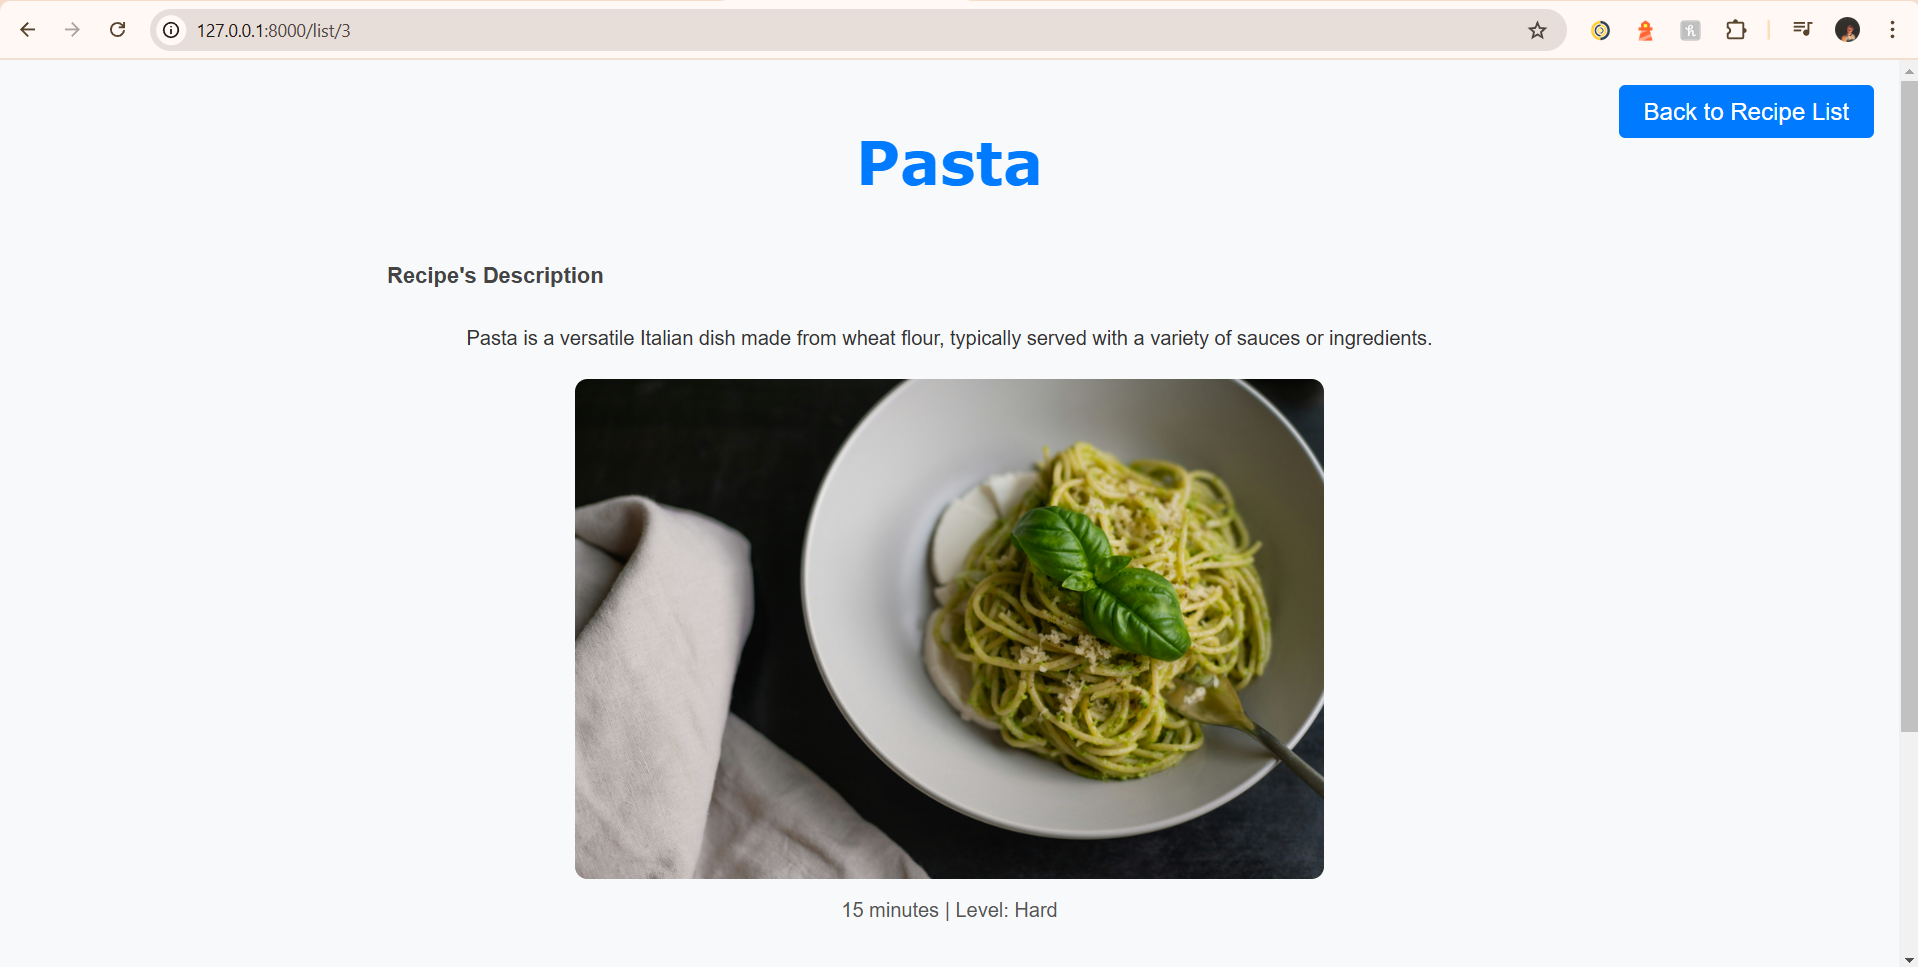 127.0.0.1:8000/list/3
Back to Recipe List
Pasta
Recipe's Description
Pasta is a versatile Italian dish made from wheat flour, typically served with a variety of sauces or ingredients.
15 minutes | Level: Hard